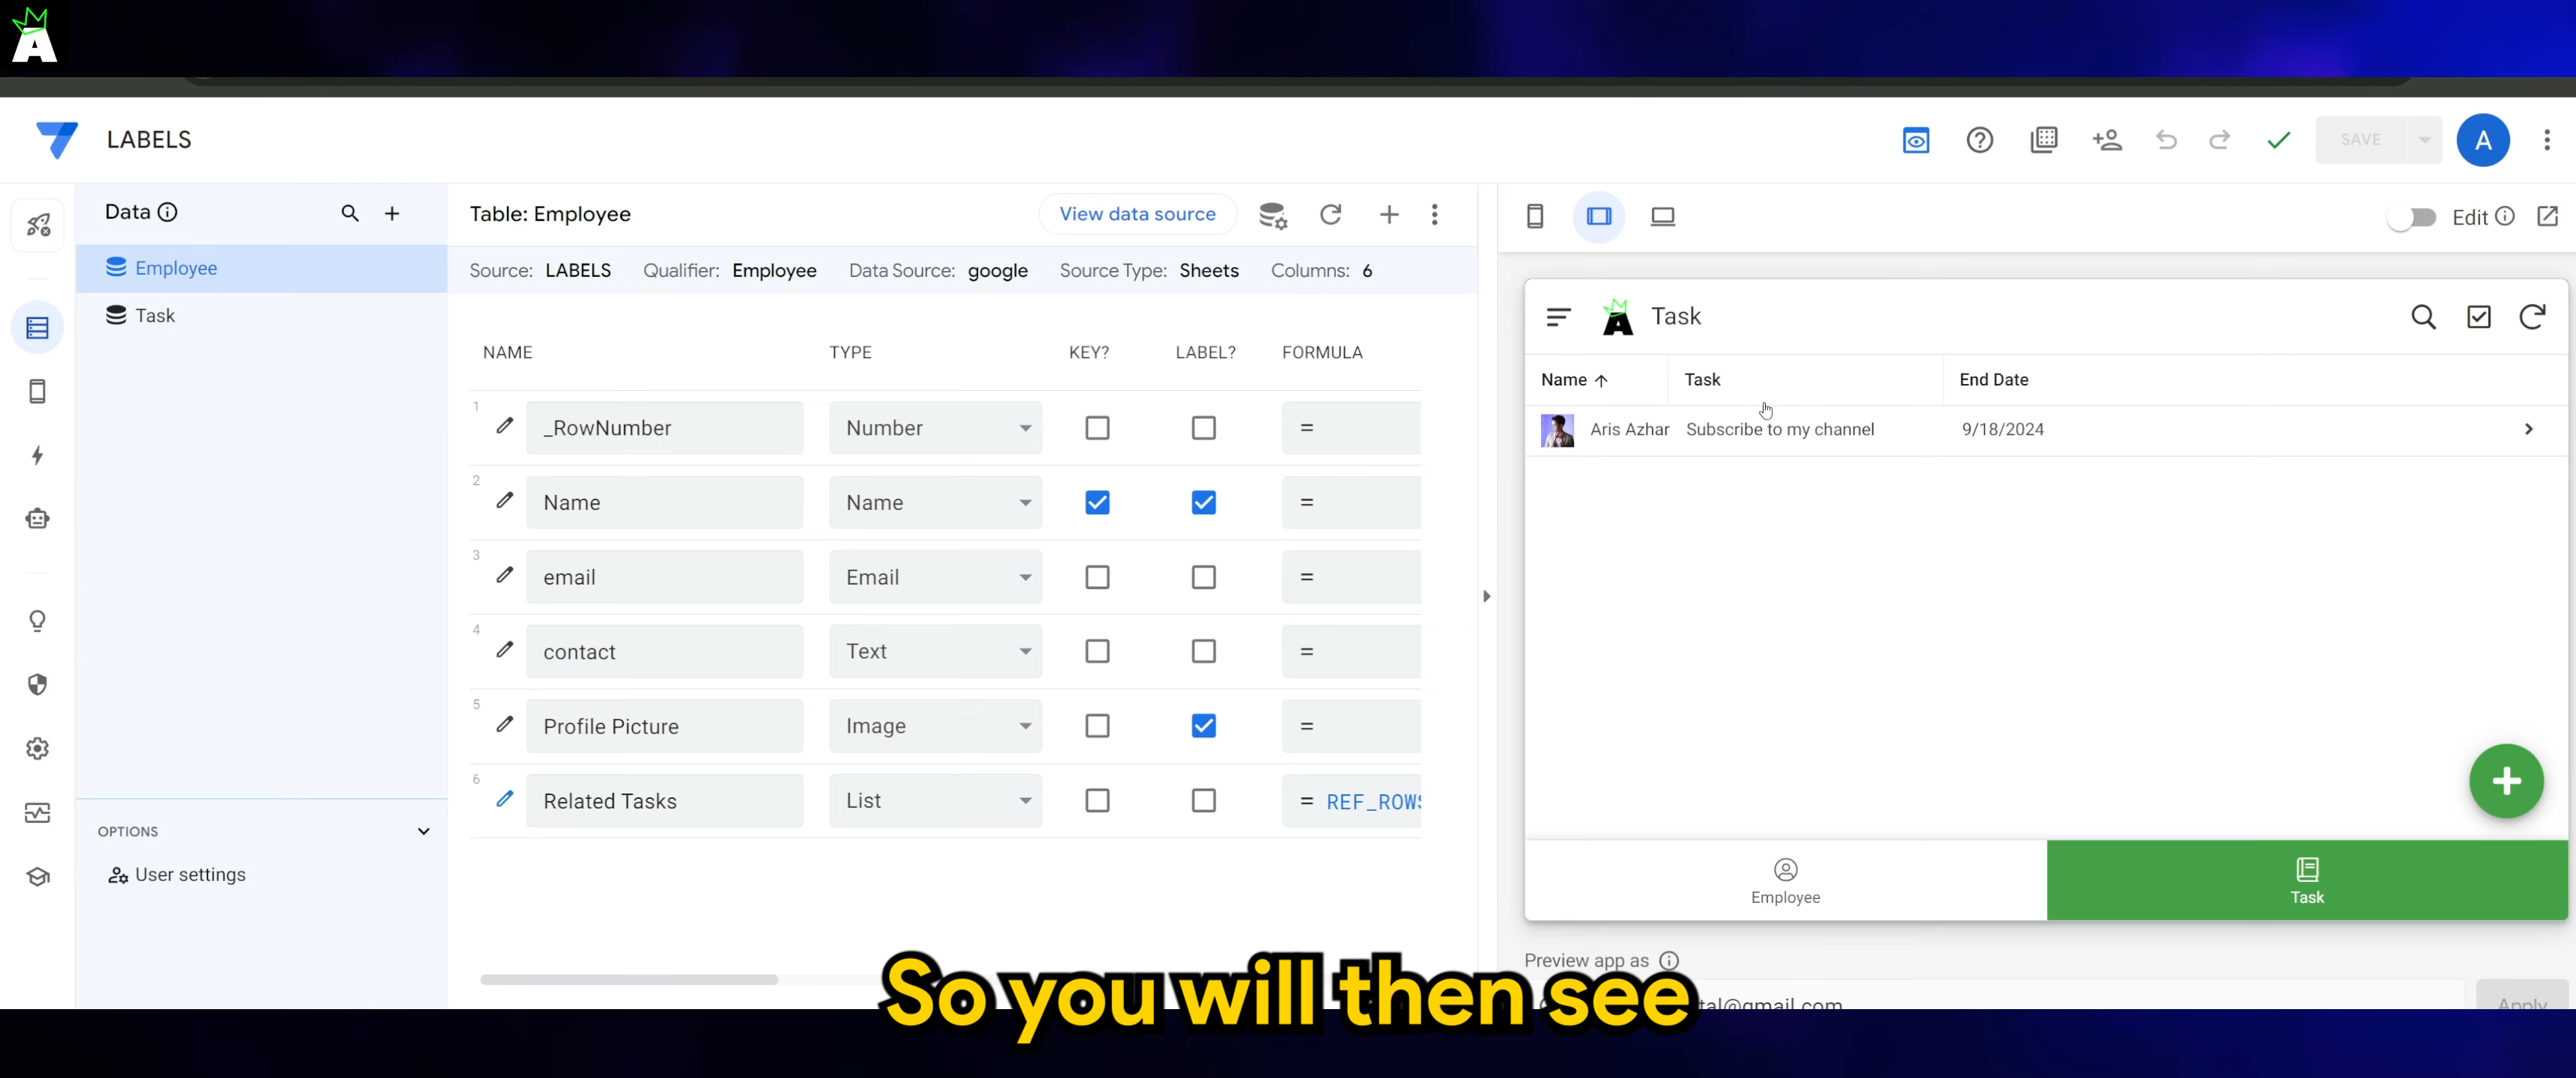 A
LABELS
SAVE
A
Data
Employee
Task
OPTIONS
User settings
Table: Employee
View data source
Source: LABELS Qualifier: Employee Data Source: google Source Type: Sheets Columns: 6
NAME TYPE KEY? LABEL? FORMULA
1 _RowNumber Number =
2 Name Name =
3 email Email =
4 contact Text =
5 Profile Picture Image =
6 Related Tasks List = REF_ROWS
Edit
A Task
Name Task End Date
Aris Azhar Subscribe to my channel 9/18/2024
Employee
Task
Preview app as
tal@gmail.com
Apply
So you will then see